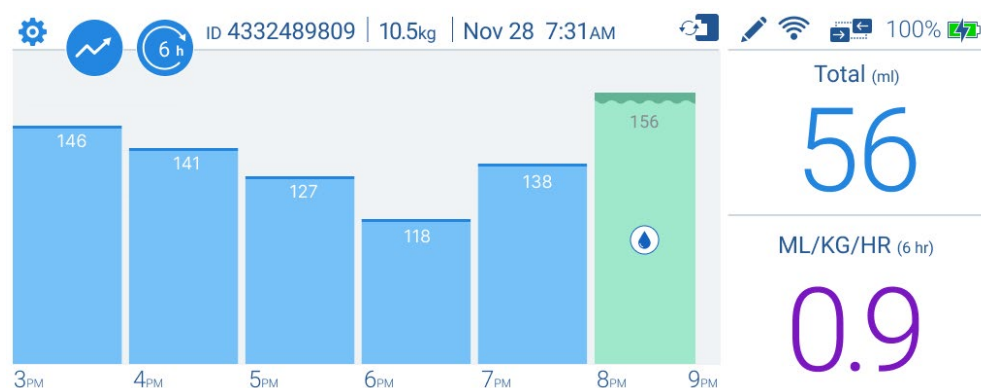 6 h
ID 4332489809 | 10.5kg | Nov 28 7:31AM
100%
Total (ml)
56
146
141
127
118
138
156
ML/KG/HR (6 hr)
0.9
3PM 4PM 5PM 6PM 7PM 8PM 9PM